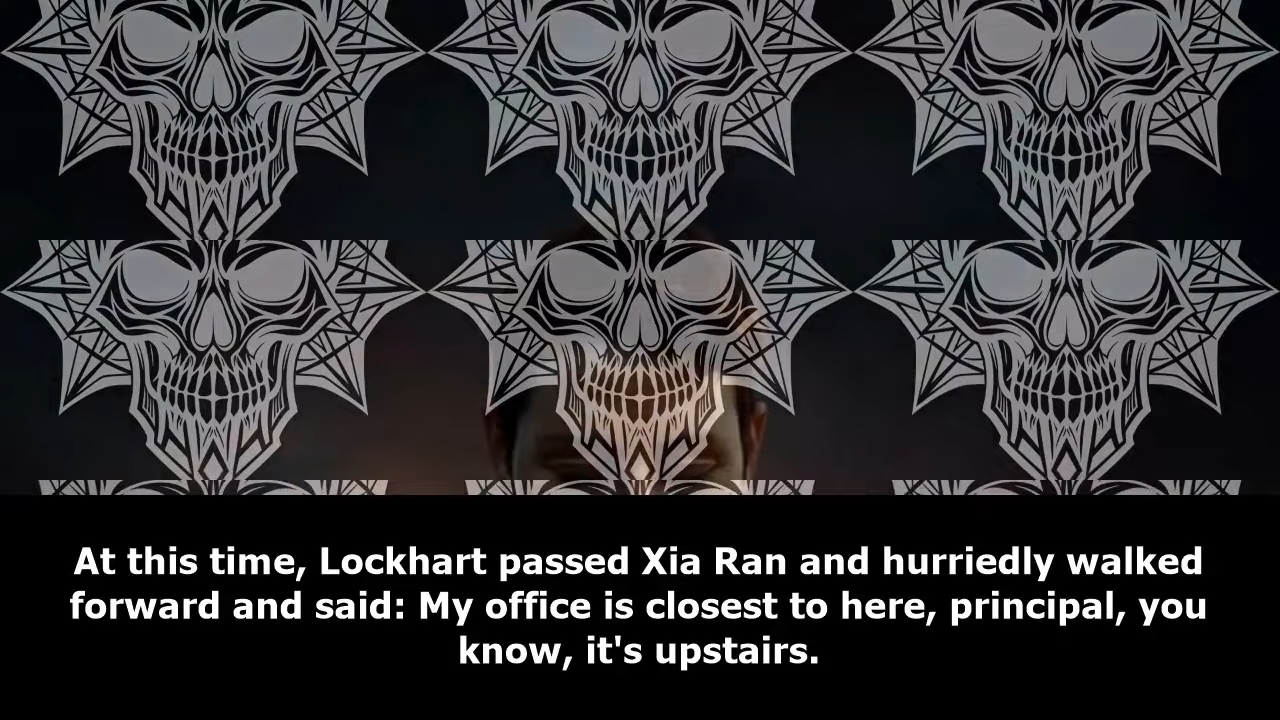 At this time, Lockhart passed Xia Ran and hurriedly walked
forward and said: My office is closest to here, principal, you
know, it's upstairs.